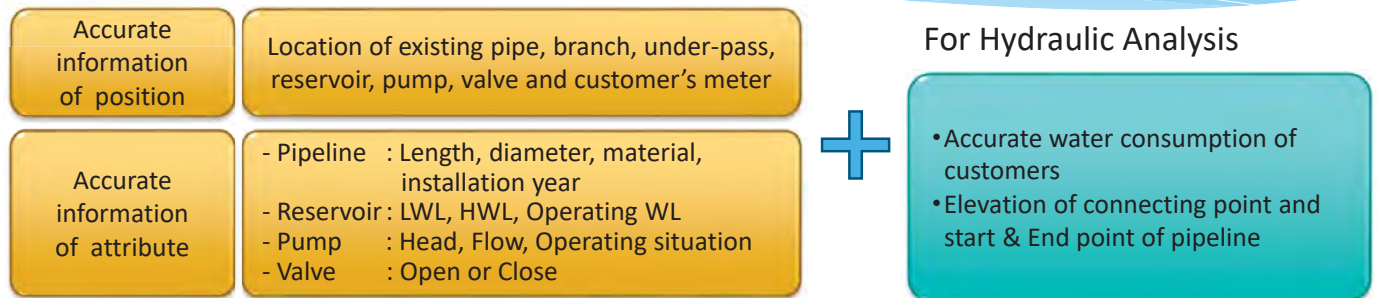 Accurate
information
of position
Location of existing pipe, branch, under-pass,
reservoir, pump, valve and customer's meter
Accurate
information
of attribute
- Pipeline : Length, diameter, material,
installation year
- Reservoir : LWL, HWL, Operating WL
- Pump : Head, Flow, Operating situation
- Valve : Open or Close
For Hydraulic Analysis
•Accurate water consumption of
customers
•Elevation of connecting point and
start & End point of pipeline